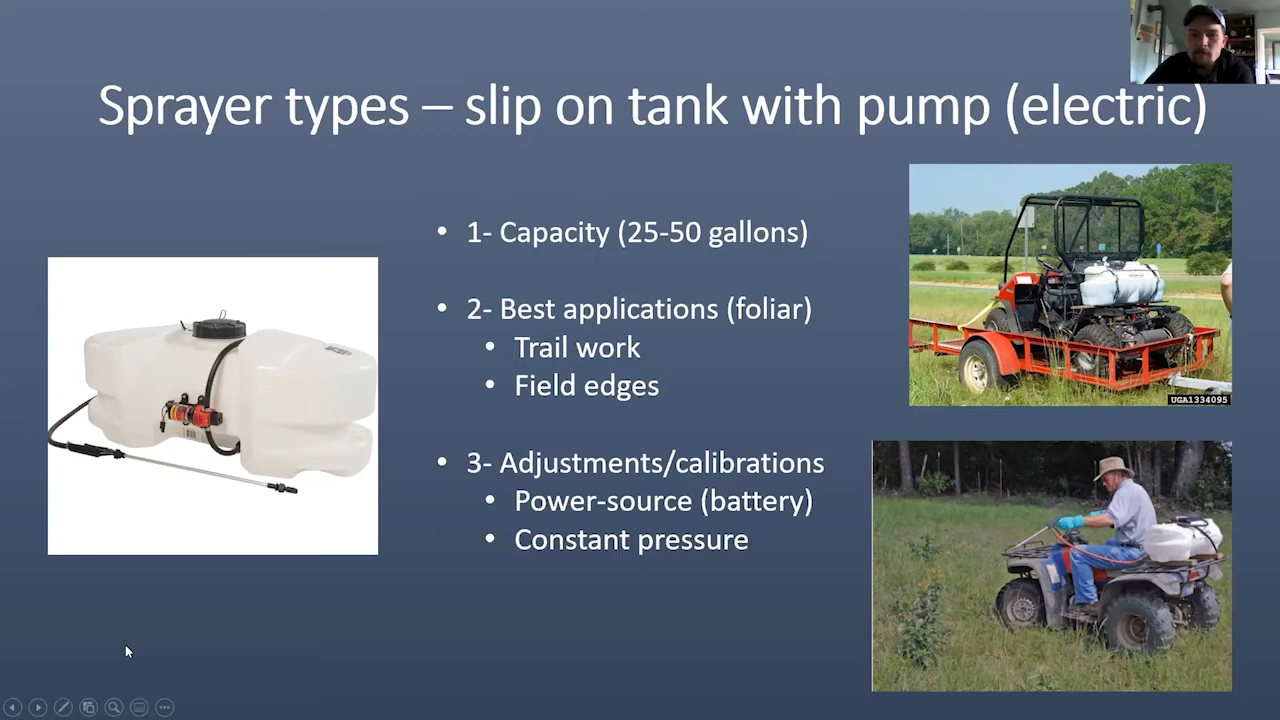 Sprayer types – slip on tank with pump (electric)
• 1- Capacity (25-50 gallons)
• 2- Best applications (foliar)
• Trail work
• Field edges
• 3- Adjustments/calibrations
• Power-source (battery)
• Constant pressure
UGA1334095